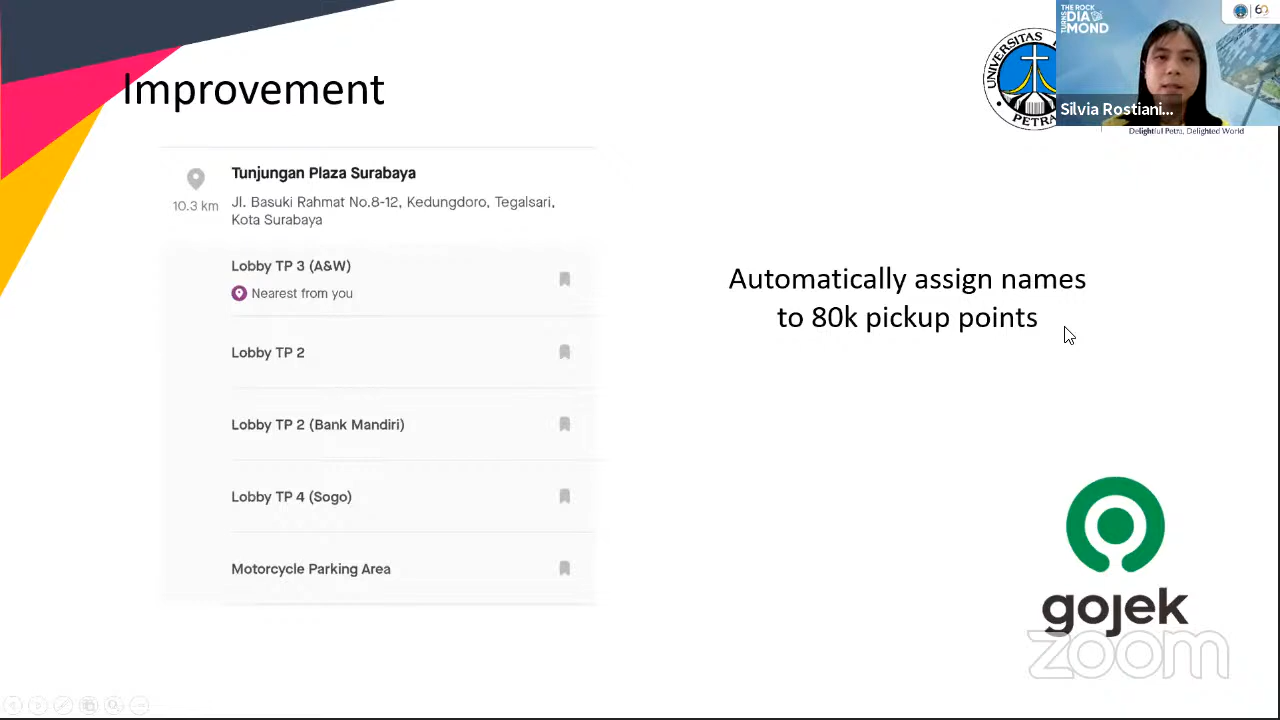 Improvement
THE ROCK
TURNS
DIA
MOND
60
Silvia Rostiani...
UNIVERSITAS
PETRA
Delightful Petra, Delighted World
Tunjungan Plaza Surabaya
10.3 km
Jl. Basuki Rahmat No.8-12, Kedungdoro, Tegalsari,
Kota Surabaya
Lobby TP 3 (A&W)
Nearest from you
Lobby TP 2
Lobby TP 2 (Bank Mandiri)
Lobby TP 4 (Sogo)
Motorcycle Parking Area
Automatically assign names
to 80k pickup points
gojek
zoom